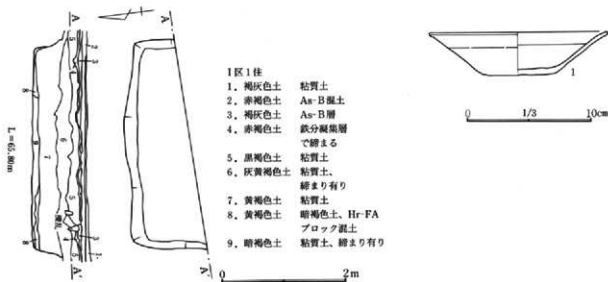 A
A'
L=65.80m
A
A'
0 2m
I区1住
1、褐灰色土 粘質土
2、赤褐色土 As-B混土
3、褐灰色土 As-B層
4、赤褐色土 鉄分凝集層
で締まる
5、黒褐色土 粘質土
6、灰黄褐色土 粘質土、
締まり有り
7、黄褐色土 粘質土
8、黄褐色土 暗褐色土、Hr-FA
ブロック混土
9、暗褐色土 粘質土、締まり有り
1
0 1/3 10cm